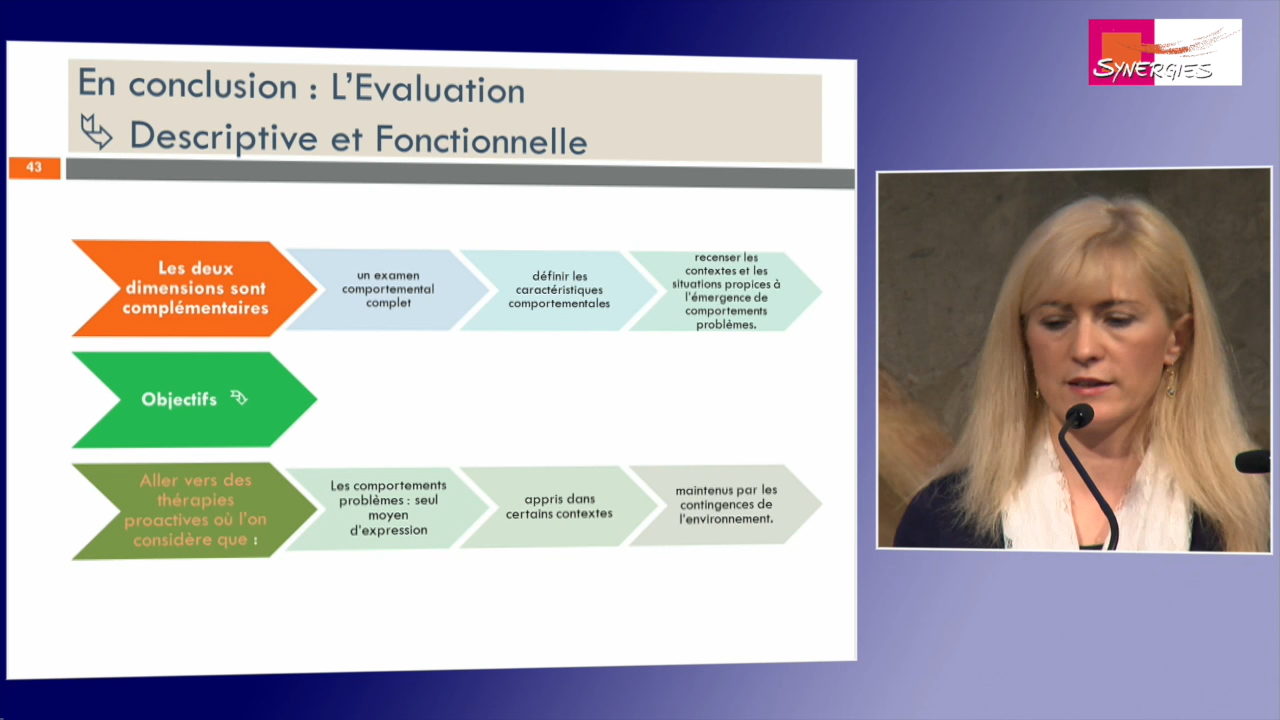 En conclusion : L'Evaluation
Descriptive et Fonctionnelle
43
Les deux
dimensions sont
complémentaires
un examen
comportemental
complet
définir les
caractéristiques
comportementales
recenser les
contextes et les
situations propices à
l'émergence de
comportements
problèmes.
Objectifs
Aller vers des
thérapies
proactives où l'on
considère que :
Les comportements
problèmes : seul
moyen
d'expression
appris dans
certains contextes
maintenus par les
contingences de
l'environnement.
SYNERGIES